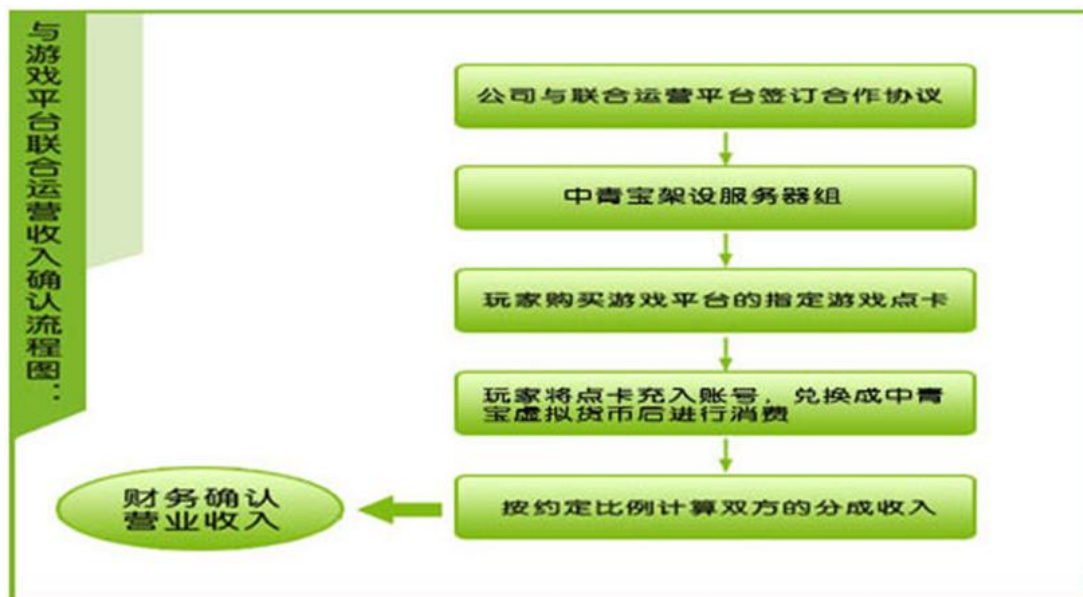 与游戏平台联合运营收入确认流程图：
公司与联合运营平台签订合作协议
中青宝架设服务器组
玩家购买游戏平台的指定游戏点卡
玩家将点卡充入账号，兑换成中青
宝虚拟货币后进行消费
按约定比例计算双方的分成收入
财务确认
营业收入